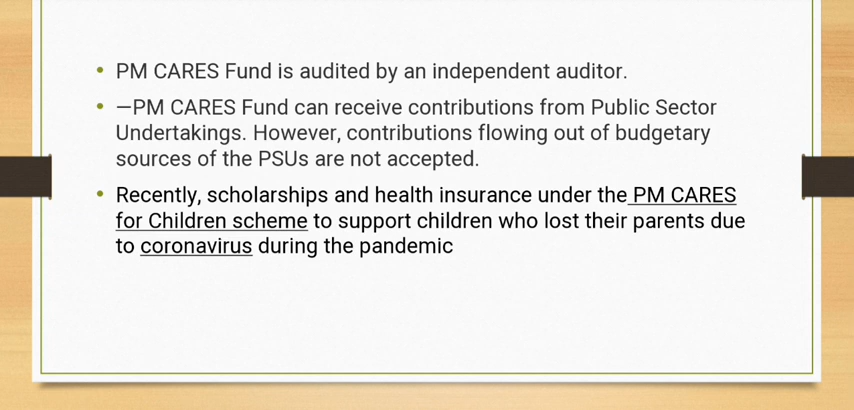 • PM CARES Fund is audited by an independent auditor.
• —PM CARES Fund can receive contributions from Public Sector
Undertakings. However, contributions flowing out of budgetary
sources of the PSUs are not accepted.
• Recently, scholarships and health insurance under the PM CARES
for Children scheme to support children who lost their parents due
to coronavirus during the pandemic